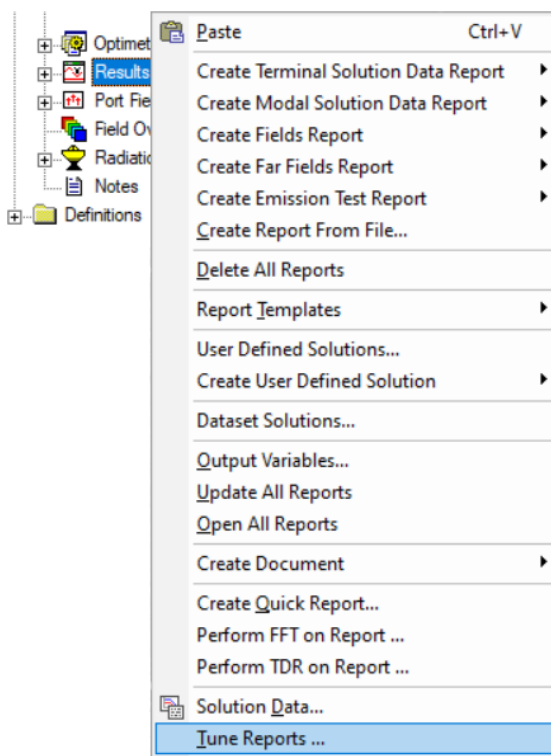 Optimet
Results
Port Fie
Field Ov
Radiatio
Notes
Definitions
Paste Ctrl+V
Create Terminal Solution Data Report
Create Modal Solution Data Report
Create Fields Report
Create Far Fields Report
Create Emission Test Report
Create Report From File...
Delete All Reports
Report Templates
User Defined Solutions...
Create User Defined Solution
Dataset Solutions...
Output Variables...
Update All Reports
Open All Reports
Create Document
Create Quick Report...
Perform FFT on Report ...
Perform TDR on Report ...
Solution Data...
Tune Reports ...